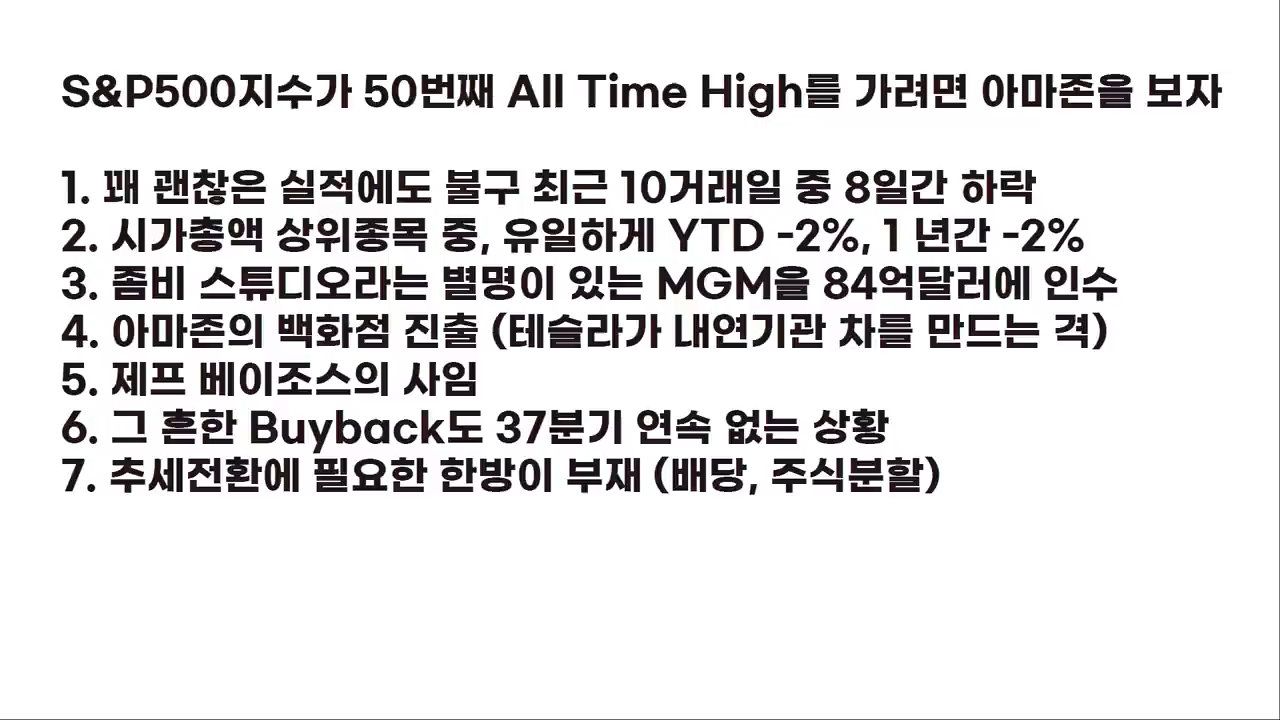 S&P500지수가 50번째 All Time High를 가려면 아마존을 보자
1. 꽤 괜찮은 실적에도 불구 최근 10거래일 중 8일간 하락
2. 시가총액 상위종목 중, 유일하게 YTD -2%, 1 년간 -2%
3. 좀비 스튜디오라는 별명이 있는 MGM을 84억달러에 인수
4. 아마존의 백화점 진출 (테슬라가 내연기관 차를 만드는 격)
5. 제프 베이조스의 사임
6. 그 흔한 Buyback도 37분기 연속 없는 상황
7. 추세전환에 필요한 한방이 부재 (배당, 주식분할)